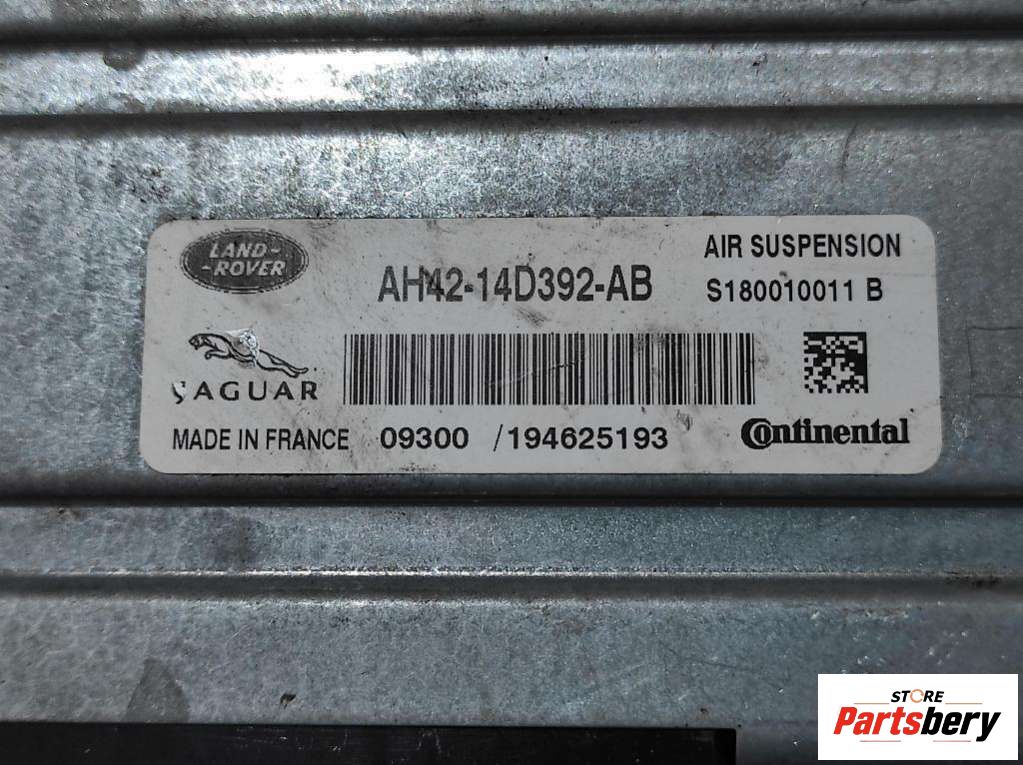 LAND-
-ROVER
AH42-14D392-AB
AIR SUSPENSION
S180010011 B
JAGUAR
MADE IN FRANCE 09300 /194625193
Continental
STORE
Partsbery